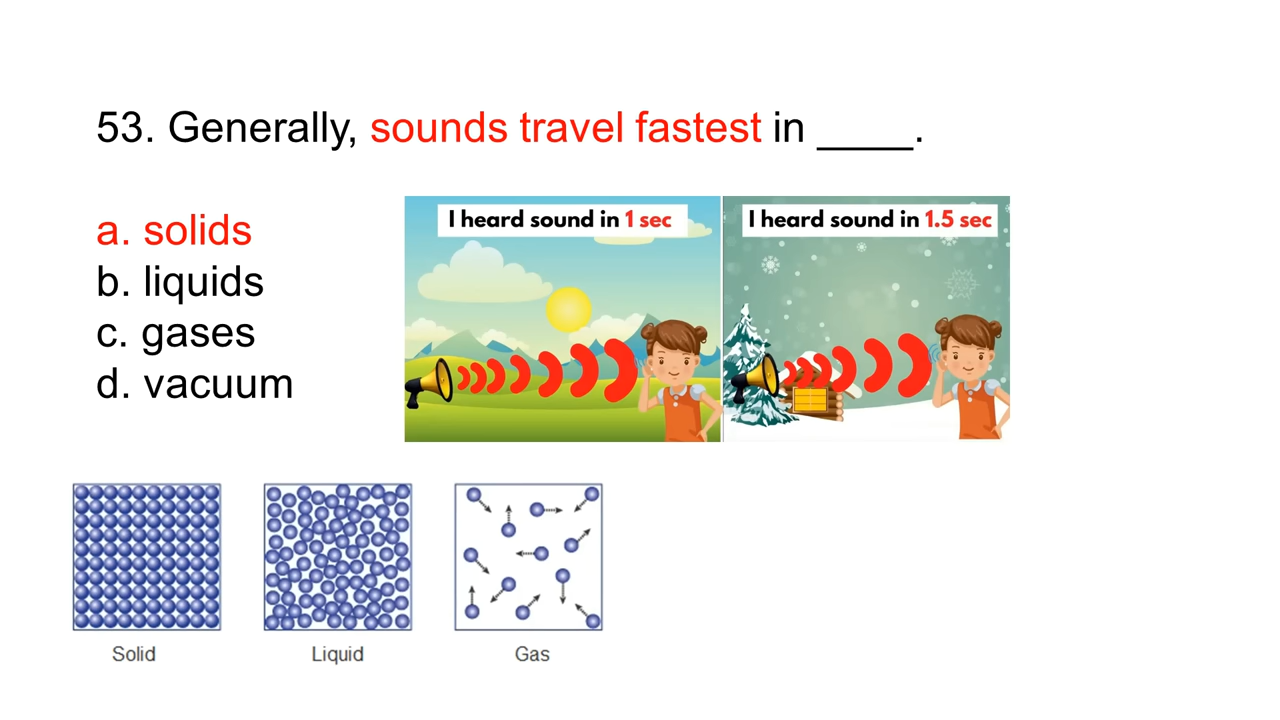 53. Generally, sounds travel fastest in ____.
a. solids
b. liquids
c. gases
d. vacuum
I heard sound in 1 sec
I heard sound in 1.5 sec
Solid
Liquid
Gas